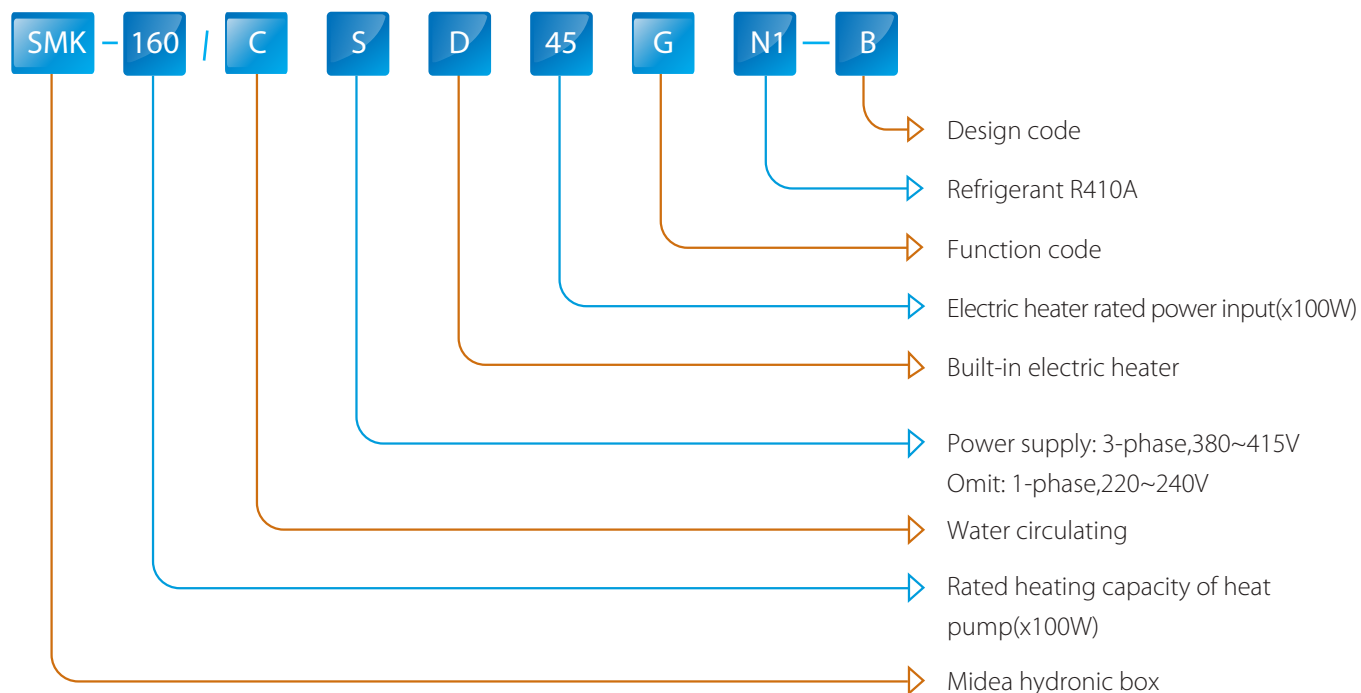 SMK – 160 / C S D 45 G N1 — B
Design code
Refrigerant R410A
Function code
Electric heater rated power input(x100W)
Built-in electric heater
Power supply: 3-phase,380~415V
Omit: 1-phase,220~240V
Water circulating
Rated heating capacity of heat
pump(x100W)
Midea hydronic box